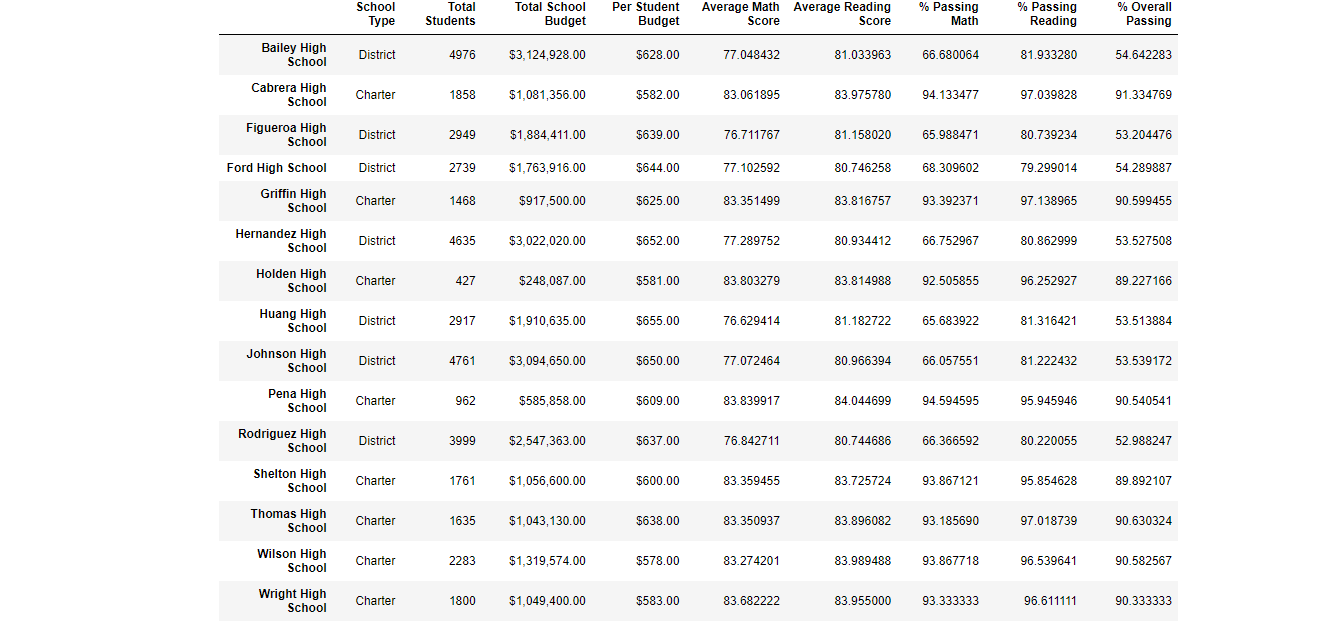 School Type Total Students Total School Budget Per Student Budget Average Math Score Average Reading Score % Passing Math % Passing Reading % Overall Passing
Bailey High School District 4976 $3,124,928.00 $628.00 77.048432 81.033963 66.680064 81.933280 54.642283
Cabrera High School Charter 1858 $1,081,356.00 $582.00 83.061895 83.975780 94.133477 97.039828 91.334769
Figueroa High School District 2949 $1,884,411.00 $639.00 76.711767 81.158020 65.988471 80.739234 53.204476
Ford High School District 2739 $1,763,916.00 $644.00 77.102592 80.746258 68.309602 79.299014 54.289887
Griffin High School Charter 1468 $917,500.00 $625.00 83.351499 83.816757 93.392371 97.138965 90.599455
Hernandez High School District 4635 $3,022,020.00 $652.00 77.289752 80.934412 66.752967 80.862999 53.527508
Holden High School Charter 427 $248,087.00 $581.00 83.803279 83.814988 92.505855 96.252927 89.227166
Huang High School District 2917 $1,910,635.00 $655.00 76.629414 81.182722 65.683922 81.316421 53.513884
Johnson High School District 4761 $3,094,650.00 $650.00 77.072464 80.966394 66.057551 81.222432 53.539172
Pena High School Charter 962 $585,858.00 $609.00 83.839917 84.044699 94.594595 95.945946 90.540541
Rodriguez High School District 3999 $2,547,363.00 $637.00 76.842711 80.744686 66.366592 80.220055 52.988247
Shelton High School Charter 1761 $1,056,600.00 $600.00 83.359455 83.725724 93.867121 95.854628 89.892107
Thomas High School Charter 1635 $1,043,130.00 $638.00 83.350937 83.896082 93.185690 97.018739 90.630324
Wilson High School Charter 2283 $1,319,574.00 $578.00 83.274201 83.989488 93.867718 96.539641 90.582567
Wright High School Charter 1800 $1,049,400.00 $583.00 83.682222 83.955000 93.333333 96.611111 90.333333